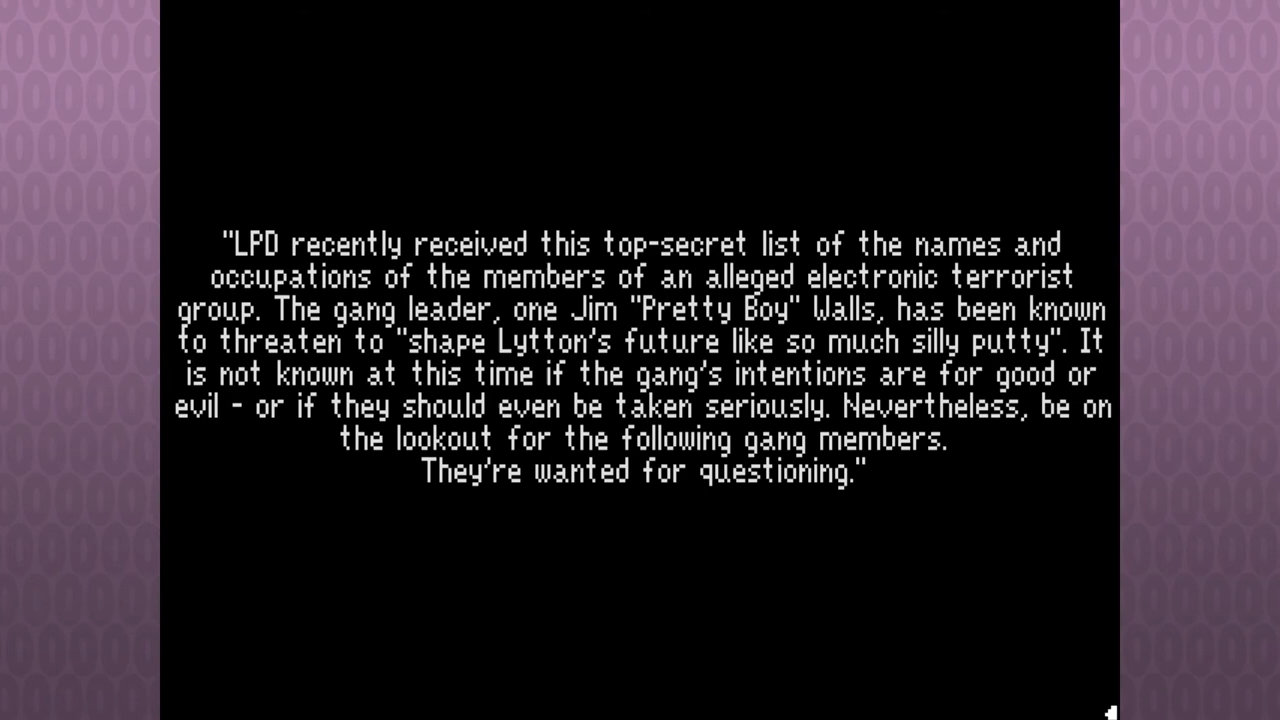 "LPD recently received this top-secret list of the names and
occupations of the members of an alleged electronic terrorist
group. The gang leader, one Jim "Pretty Boy" Walls, has been known
to threaten to "shape Lytton's future like so much silly putty". It
is not known at this time if the gang's intentions are for good or
evil - or if they should even be taken seriously. Nevertheless, be on
the lookout for the following gang members.
They're wanted for questioning."